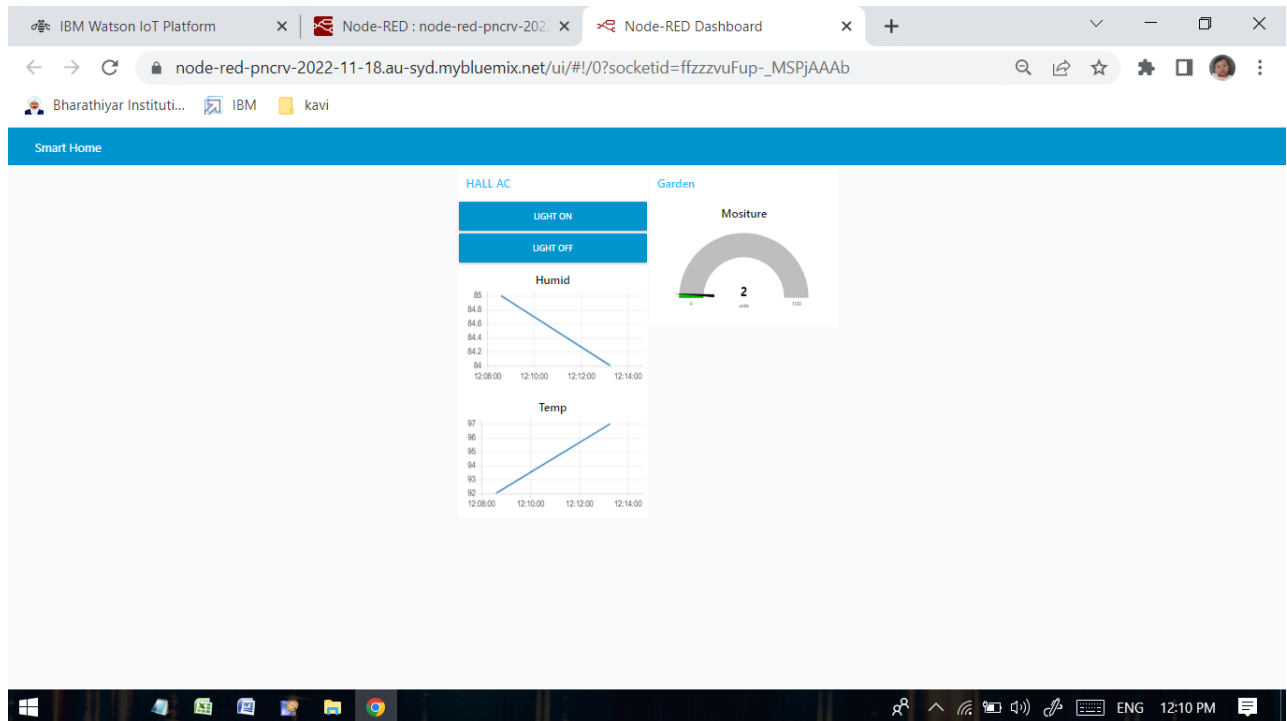 IBM Watson IoT Platform
Node-RED : node-red-pncrv-202
Node-RED Dashboard
node-red-pncrv-2022-11-18.au-syd.mybluemix.net/ui/#!/0?socketid=ffzzzvuFup-_MSPjAAAb
Bharathiyar Instituti...
IBM
kavi
Smart Home
HALL AC
LIGHT ON
LIGHT OFF
Humid
85
84.8
84.6
84.4
84.2
84
12:08:00 12:10:00 12:12:00 12:14:00
Temp
97
96
95
94
93
92
12:08:00 12:10:00 12:12:00 12:14:00
Garden
Mositure
2
0 units 100
ENG 12:10 PM